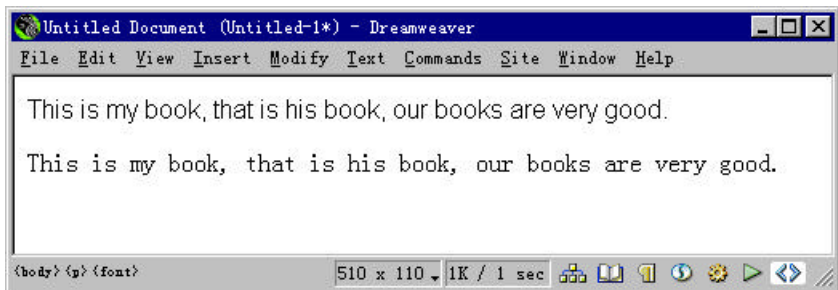 Untitled Document (Untitled-1*) - Dreamweaver
File Edit View Insert Modify Text Commands Site Window Help
This is my book, that is his book, our books are very good.
This is my book, that is his book, our books are very good.
<body> <p> <font> 510 x 110 1K / 1 sec